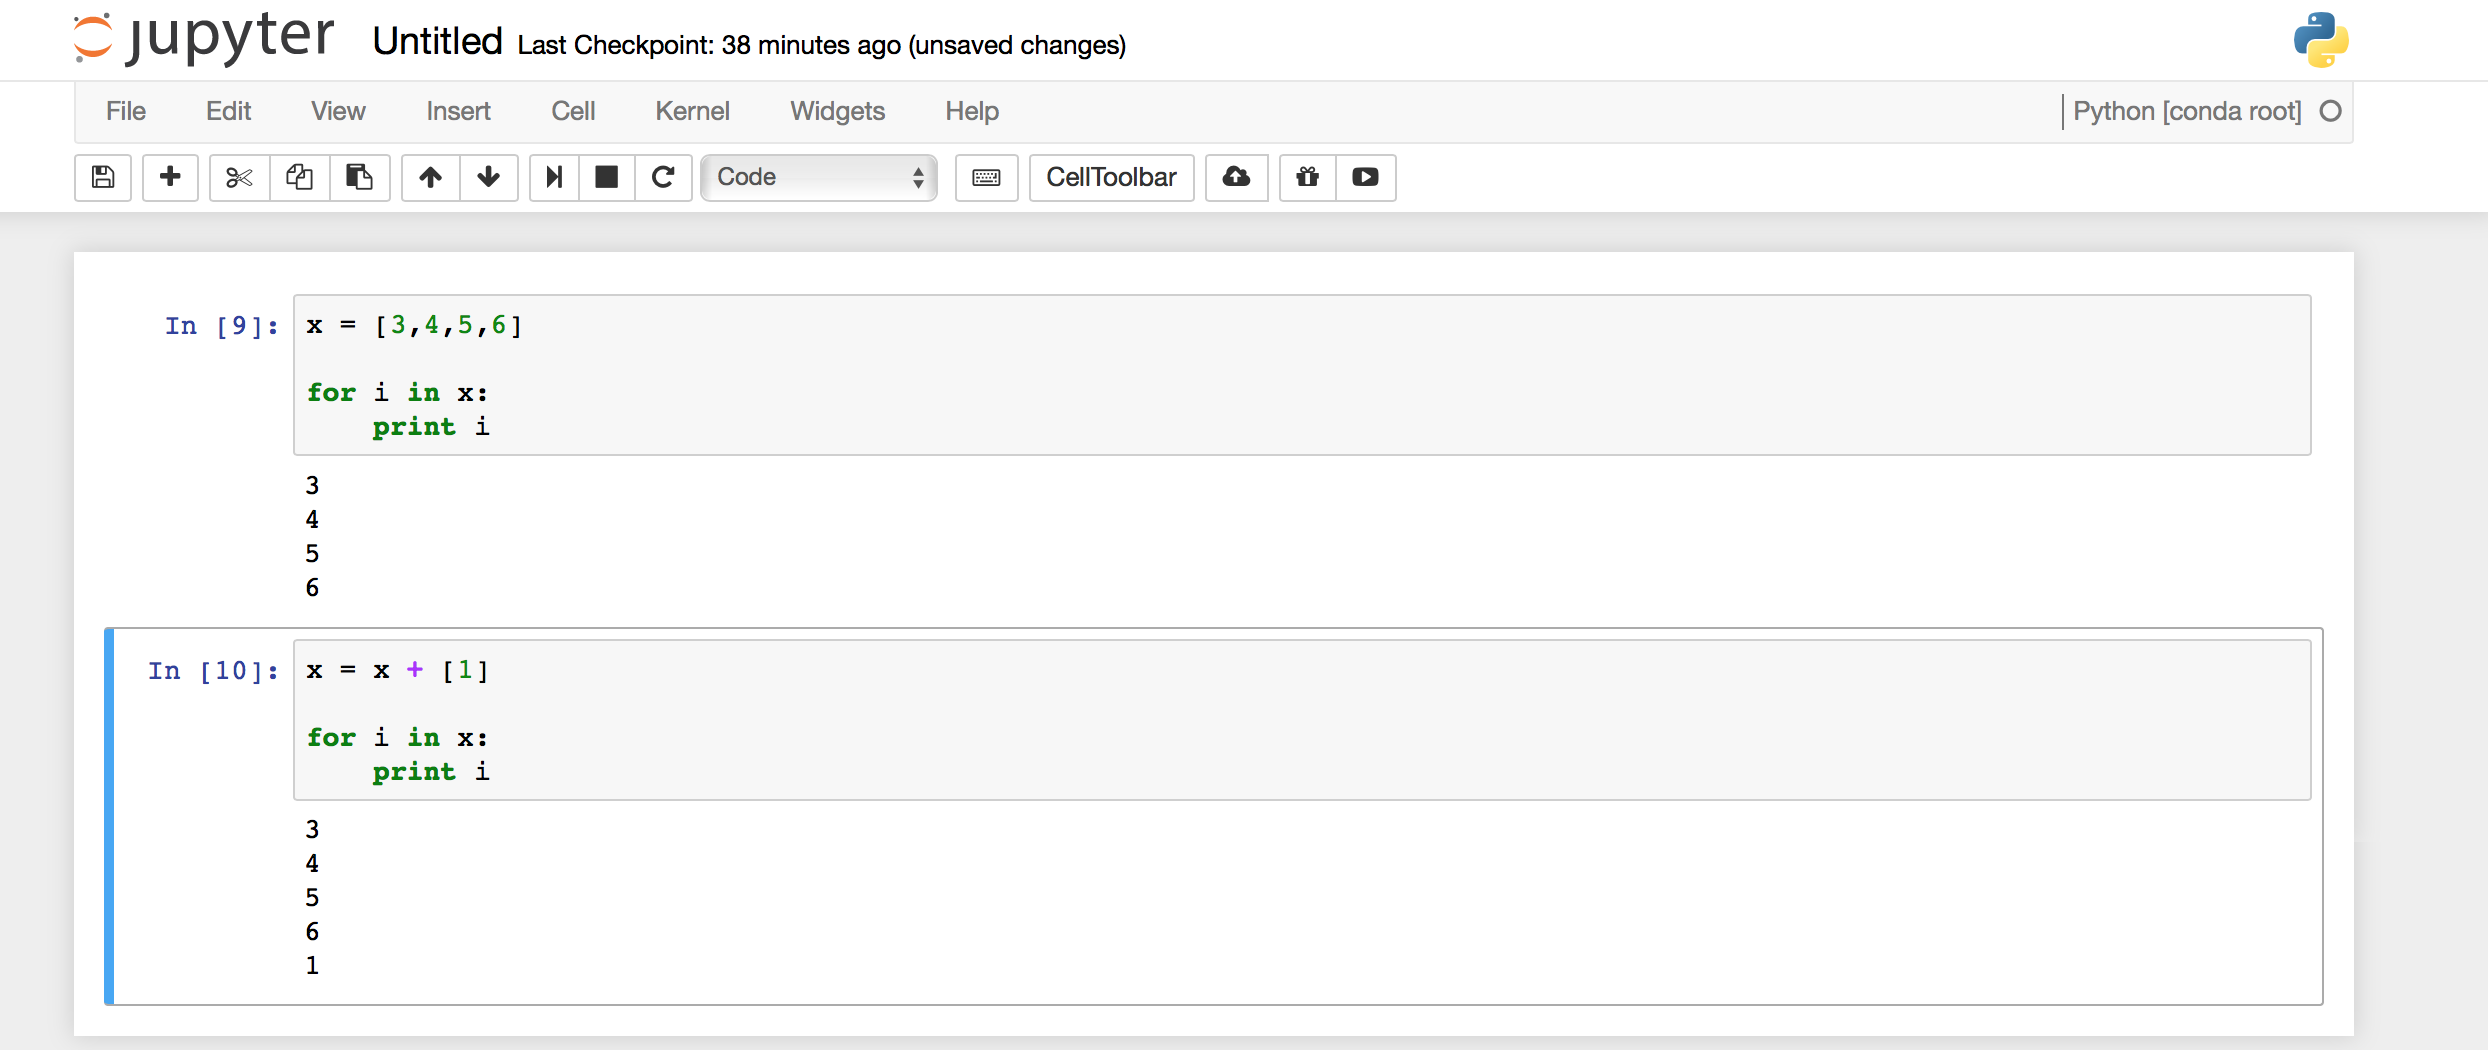 jupyter Untitled Last Checkpoint: 38 minutes ago (unsaved changes)
File Edit View Insert Cell Kernel Widgets Help Python [conda root]
Code CellToolbar
In [9]: x = [3,4,5,6]
for i in x:
    print i
3
4
5
6
In [10]: x = x + [1]
for i in x:
    print i
3
4
5
6
1